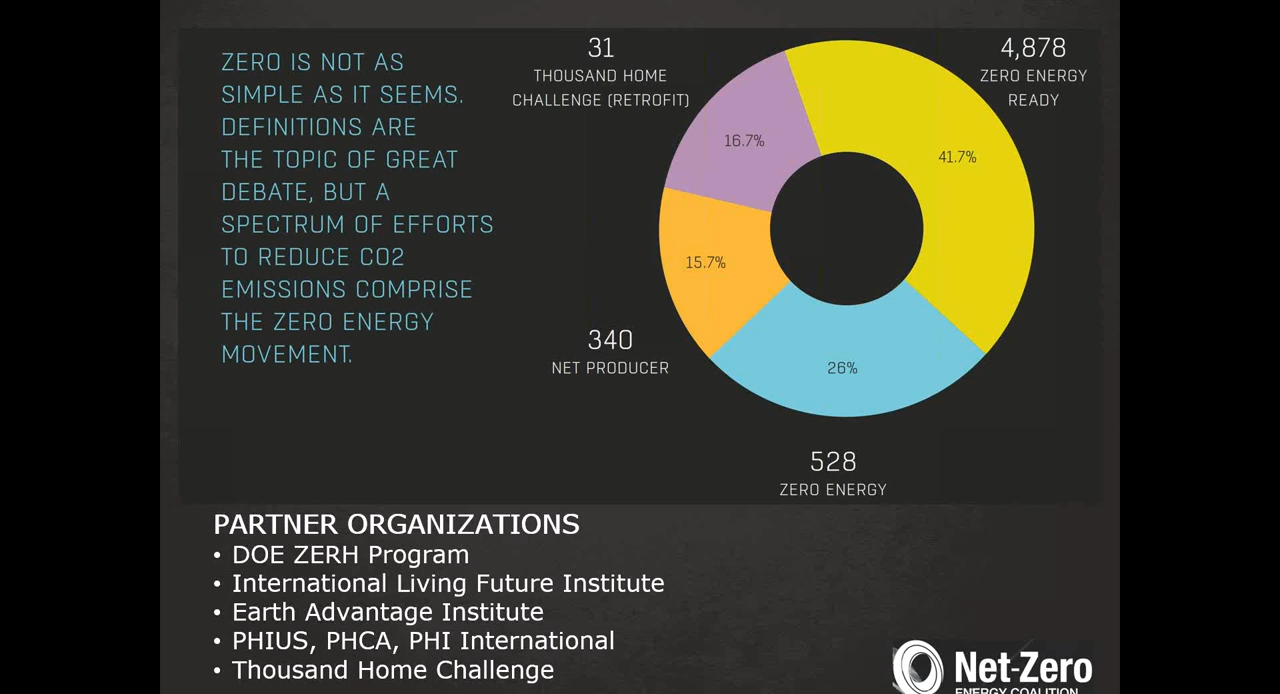 ZERO IS NOT AS
SIMPLE AS IT SEEMS.
DEFINITIONS ARE
THE TOPIC OF GREAT
DEBATE, BUT A
SPECTRUM OF EFFORTS
TO REDUCE CO2
EMISSIONS COMPRISE
THE ZERO ENERGY
MOVEMENT.
31
THOUSAND HOME
CHALLENGE (RETROFIT)
4,878
ZERO ENERGY
READY
16.7%
41.7%
15.7%
26%
340
NET PRODUCER
528
ZERO ENERGY
PARTNER ORGANIZATIONS
• DOE ZERH Program
• International Living Future Institute
• Earth Advantage Institute
• PHIUS, PHCA, PHI International
• Thousand Home Challenge
Net-Zero
ENERGY COALITION